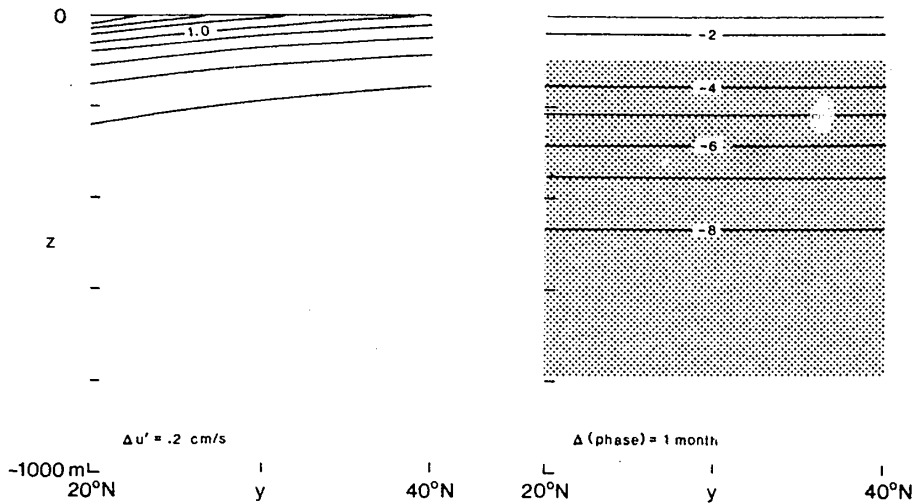 0
1.0
-2
-4
-6
-8
z
Δu' = .2 cm/s
Δ(phase) = 1 month
-1000 m
20°N
y
40°N
20°N
y
40°N